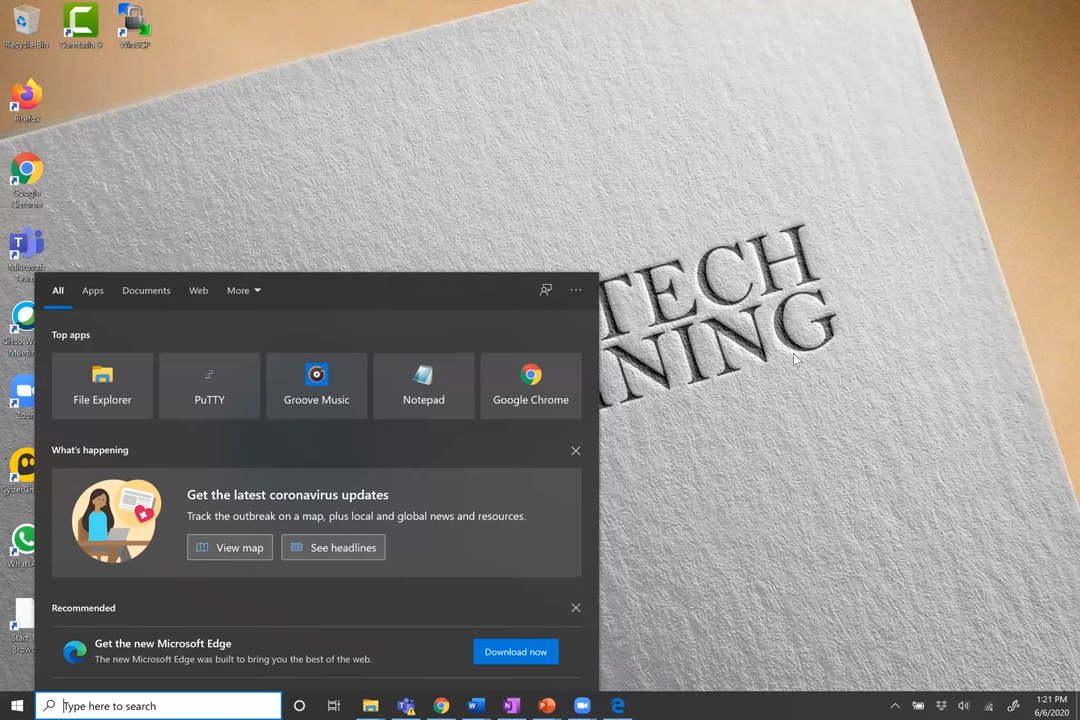 Recycle Bin
Camtasia 9
WinSCP
Firefox
Google
Chrome
Microsoft
TECH
NING
All
Apps
Documents
Web
More
Top apps
File Explorer
PuTTY
Groove Music
Notepad
Google Chrome
What's happening
Get the latest coronavirus updates
Track the outbreak on a map, plus local and global news and resources.
View map
See headlines
Recommended
Get the new Microsoft Edge
The new Microsoft Edge was built to bring you the best of the web.
Download now
Type here to search
1:21 PM
6/6/2020